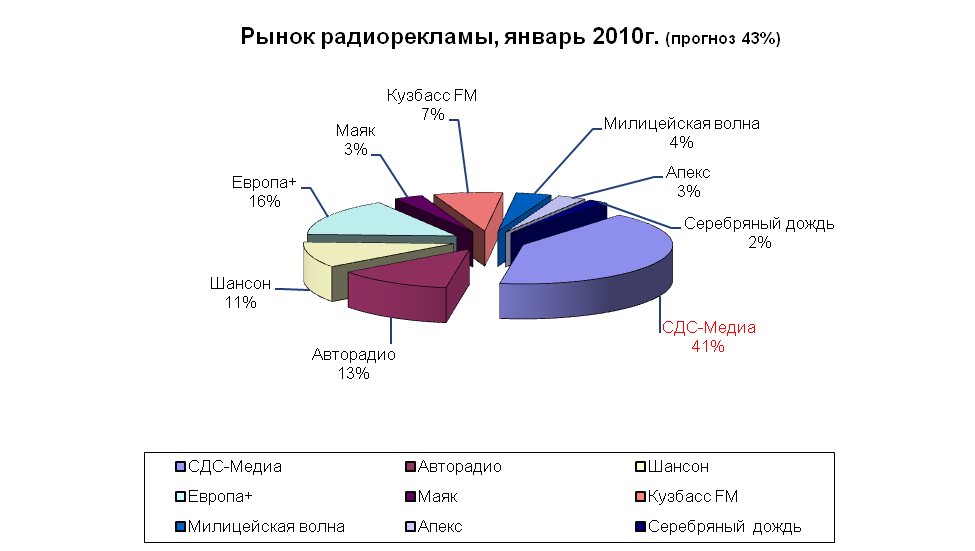 Рынок радиорекламы, январь 2010г. (прогноз 43%)
Кузбасс FM
7%
Милицейская волна
4%
Маяк
3%
Апекс
3%
Европа+
16%
Серебряный дождь
2%
Шансон
11%
СДС-Медиа
41%
Авторадио
13%
СДС-Медиа
Авторадио
Шансон
Европа+
Маяк
Кузбасс FM
Милицейская волна
Апекс
Серебряный дождь